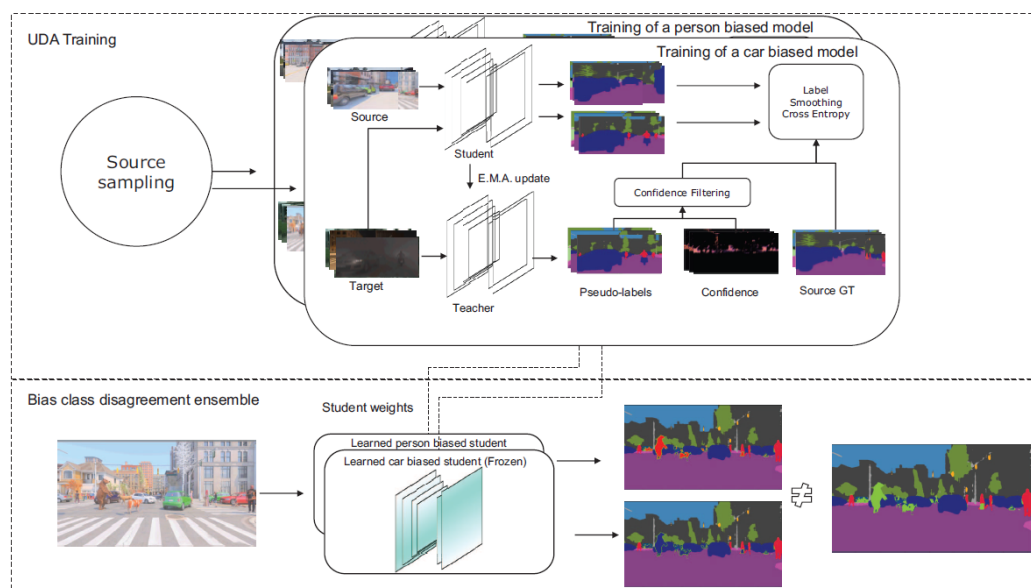 UDA Training
Training of a person biased model
Training of a car biased model
Source
sampling
Source
Student
Label
Smoothing
Cross Entropy
E.M.A. update
Confidence Filtering
Target
Teacher
Pseudo-labels
Confidence
Source GT
Bias class disagreement ensemble
Student weights
Learned person biased student
Learned car biased student (Frozen)
≠